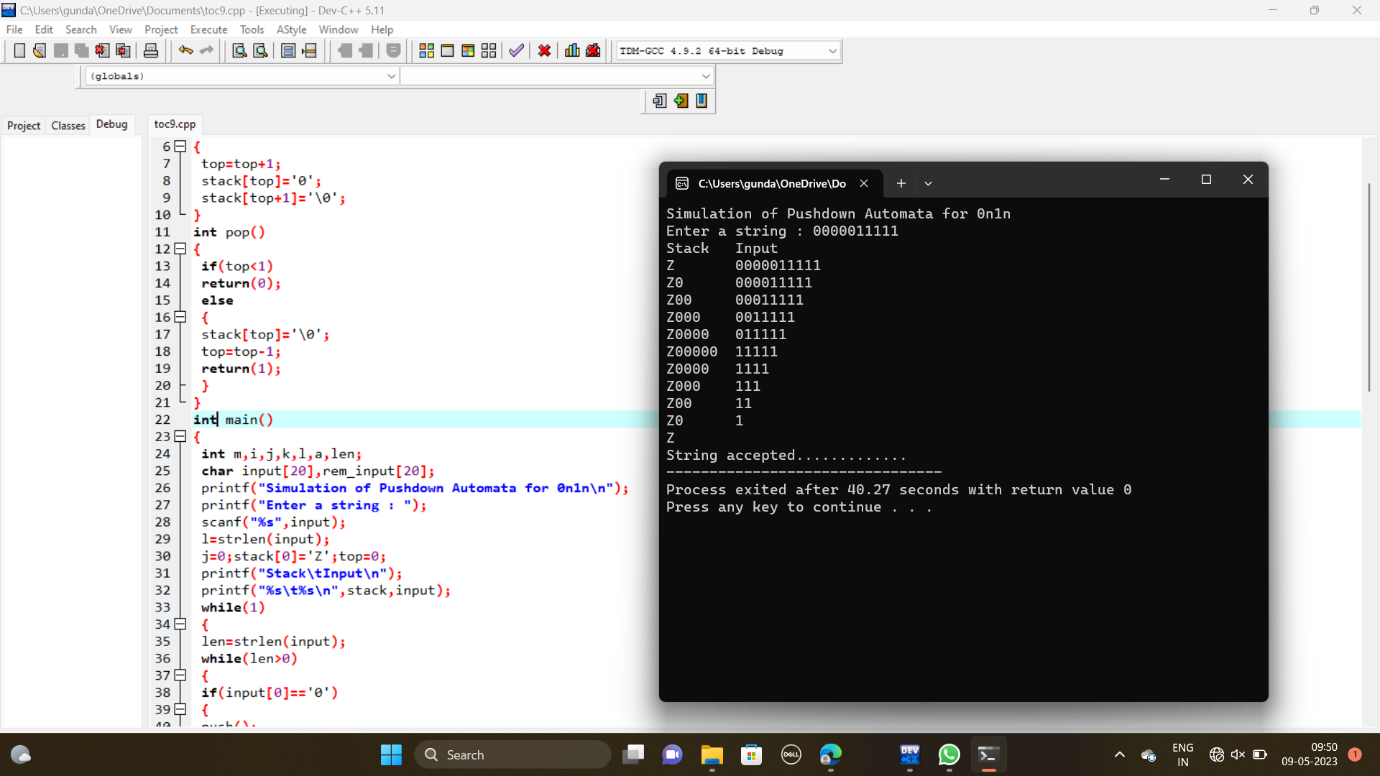 C:\Users\gunda\OneDrive\Documents\toc9.cpp - [Executing] - Dev-C++ 5.11
File Edit Search View Project Execute Tools AStyle Window Help
TDM-GCC 4.9.2 64-bit Debug
(globals)
Project Classes Debug
toc9.cpp
6 {
7 top=top+1;
8 stack[top]='0';
9 stack[top+1]='\0';
10 }
11 int pop()
12 {
13 if(top<1)
14 return(0);
15 else
16 {
17 stack[top]='\0';
18 top=top-1;
19 return(1);
20 }
21 }
22 int main()
23 {
24 int m,i,j,k,l,a,len;
25 char input[20],rem_input[20];
26 printf("Simulation of Pushdown Automata for 0n1n\n");
27 printf("Enter a string : ");
28 scanf("%s",input);
29 l=strlen(input);
30 j=0;stack[0]='Z';top=0;
31 printf("Stack\tInput\n");
32 printf("%s\t%s\n",stack,input);
33 while(1)
34 {
35 len=strlen(input);
36 while(len>0)
37 {
38 if(input[0]=='0')
39 {
40 push();
C:\Users\gunda\OneDrive\Do
Simulation of Pushdown Automata for 0n1n
Enter a string : 0000011111
Stack Input
Z 0000011111
Z0 000011111
Z00 00011111
Z000 0011111
Z0000 011111
Z00000 11111
Z0000 1111
Z000 111
Z00 11
Z0 1
Z
String accepted.............
--------------------------------
Process exited after 40.27 seconds with return value 0
Press any key to continue . . .
Search
DELL
DEV
ENG
IN
09:50
09-05-2023
1